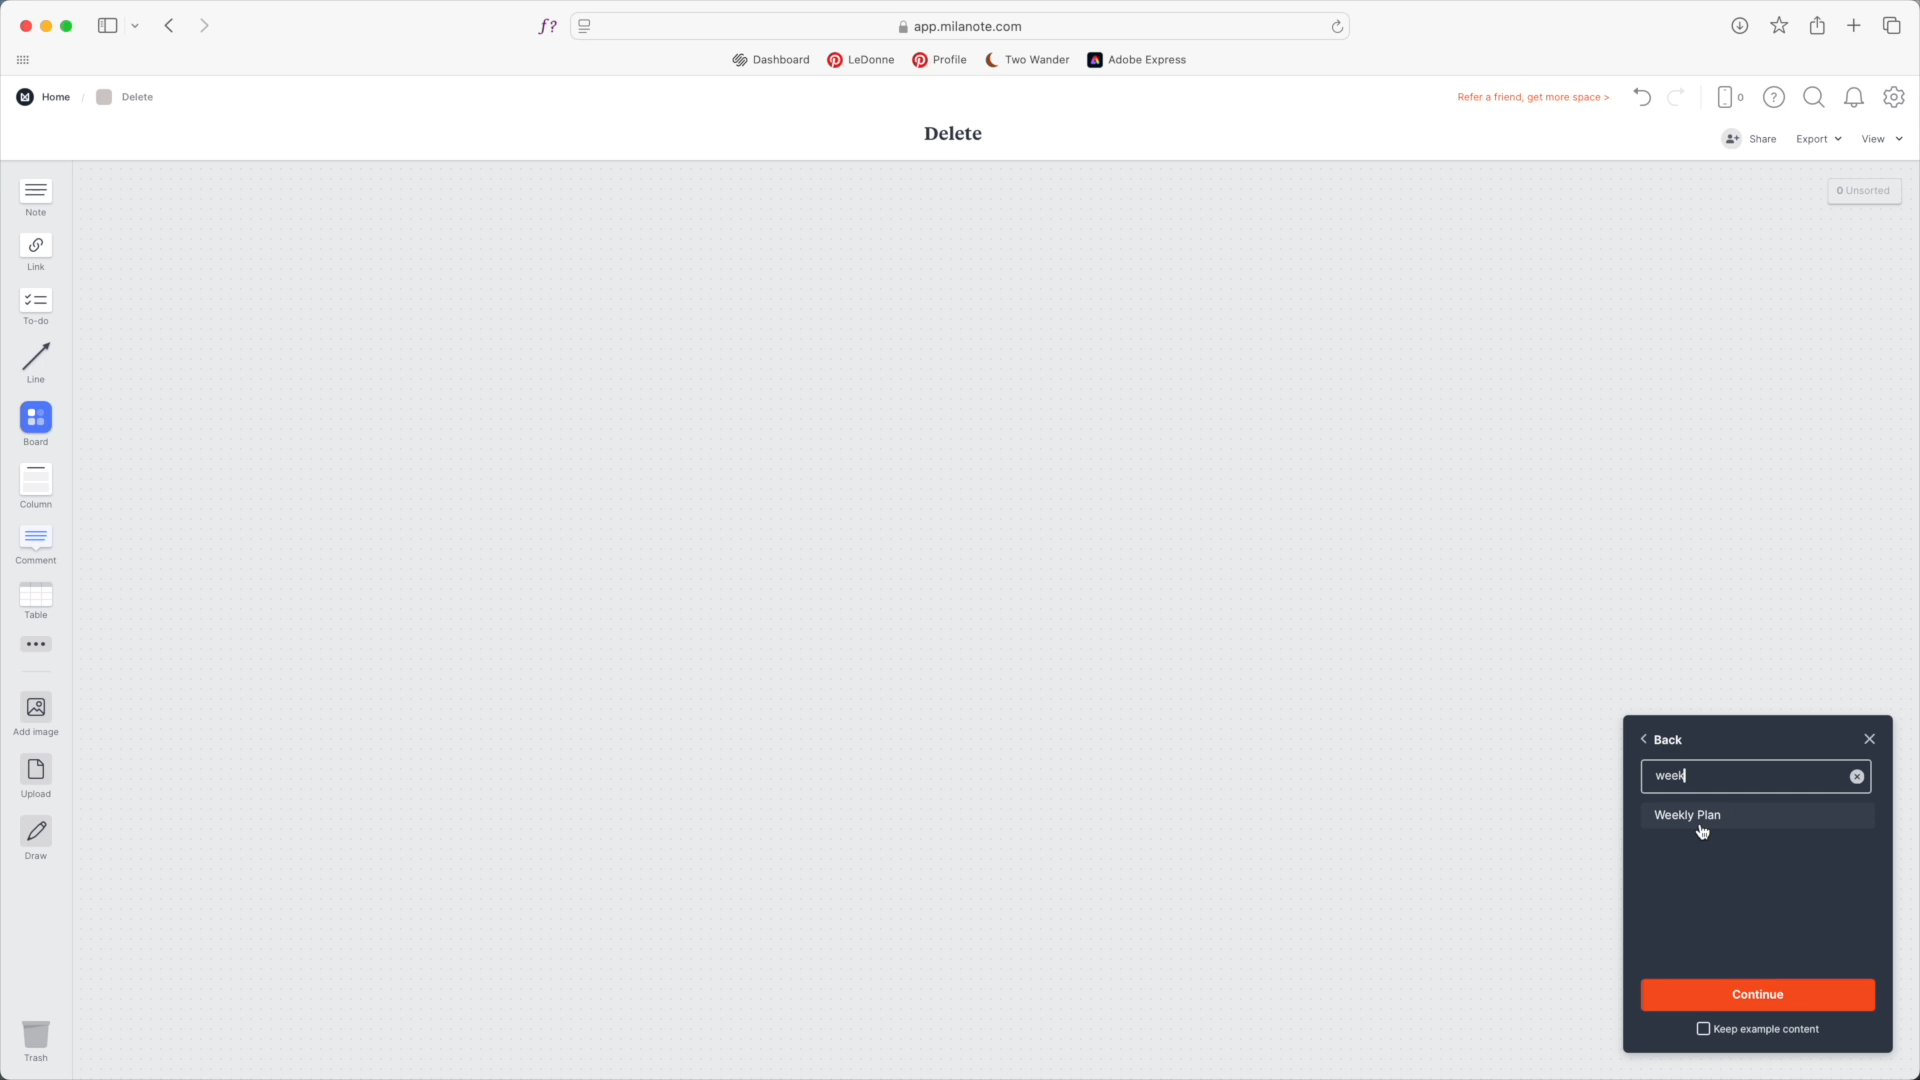 app.milanote.com
Dashboard
LeDonne
Profile
Two Wander
Adobe Express
Home / Delete
Refer a friend, get more space >
0
Delete
Share
Export
View
0 Unsorted
Note
Link
To-do
Line
Board
Column
Comment
Table
Add image
Upload
Draw
Trash
Back
week
Weekly Plan
Continue
Keep example content